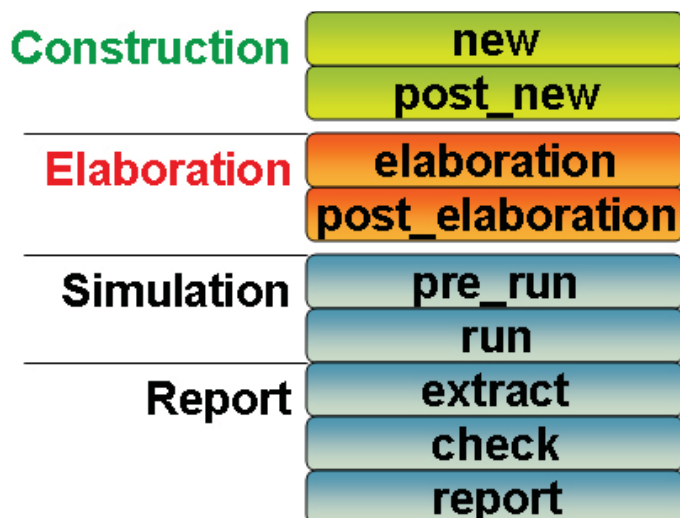 Construction
new
post_new
Elaboration
elaboration
post_elaboration
Simulation
pre_run
run
Report
extract
check
report